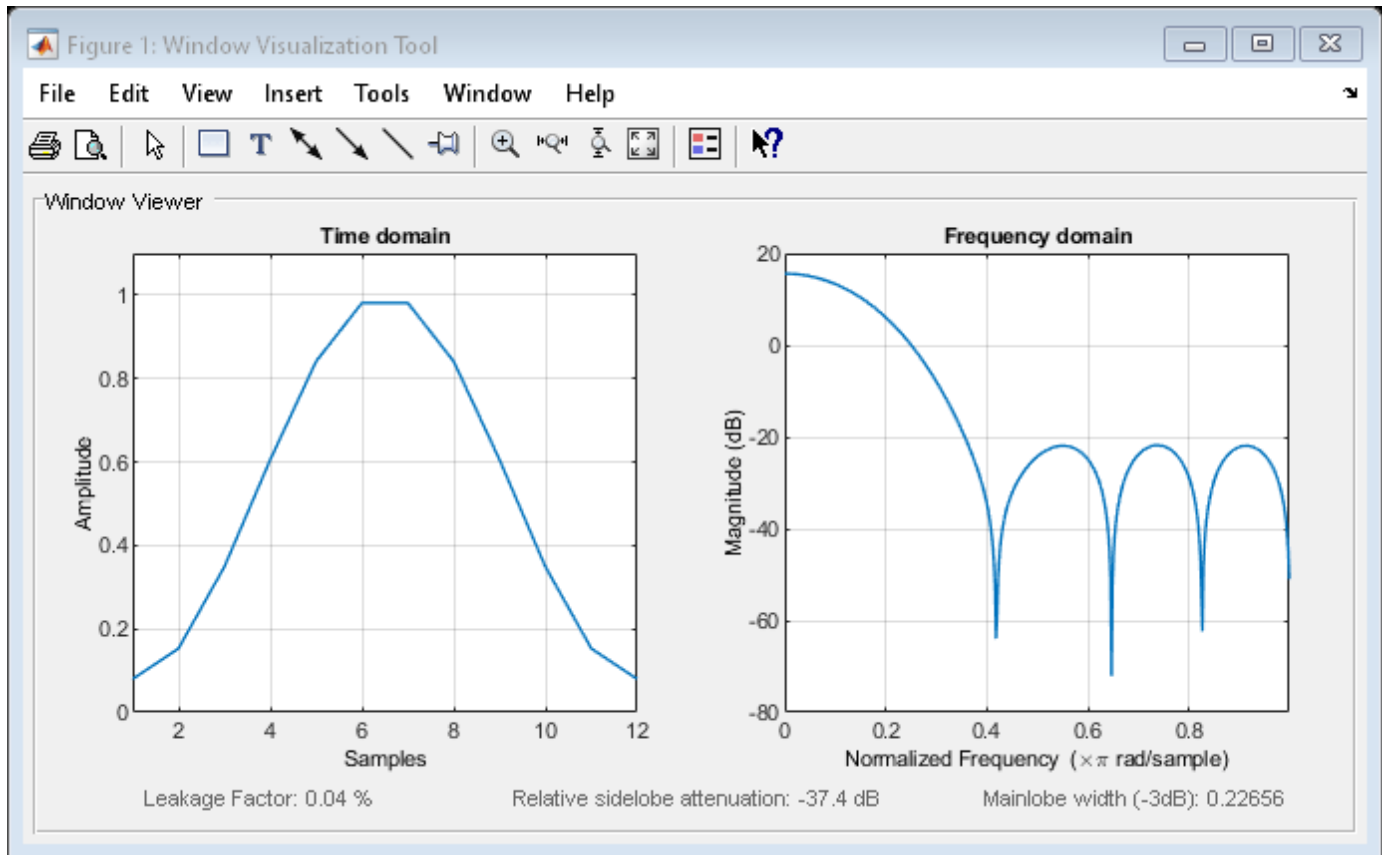 Figure 1: Window Visualization Tool
File Edit View Insert Tools Window Help
T
?
Window Viewer
Time domain
1
0.8
0.6
0.4
0.2
0
2 4 6 8 10 12
Amplitude
Samples
Frequency domain
20
0
-20
-40
-60
-80
0 0.2 0.4 0.6 0.8
Magnitude (dB)
Normalized Frequency (×π rad/sample)
Leakage Factor: 0.04 % Relative sidelobe attenuation: -37.4 dB Mainlobe width (-3dB): 0.22656